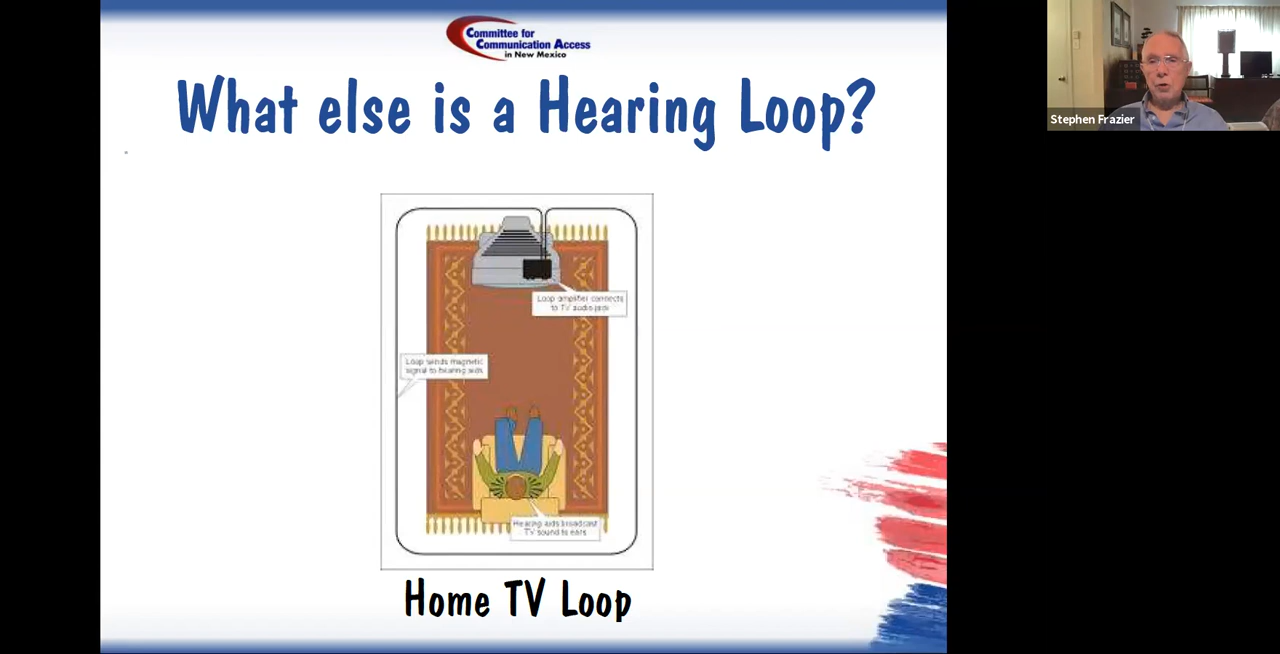 Committee for
Communication Access
in New Mexico
What else is a Hearing Loop?
Stephen Frazier
Loop amplifier connects
to TV audio jack
Loop sends magnetic
signal to hearing aids
Hearing aids broadcast
TV sound to ears
Home TV Loop